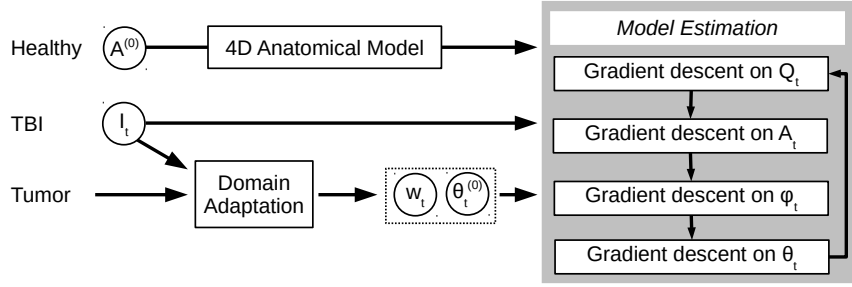 Healthy
A⁽⁰⁾
4D Anatomical Model
TBI
Iₜ
Tumor
Domain
Adaptation
wₜ
θₜ⁽⁰⁾
Model Estimation
Gradient descent on Qₜ
Gradient descent on Aₜ
Gradient descent on φₜ
Gradient descent on θₜ